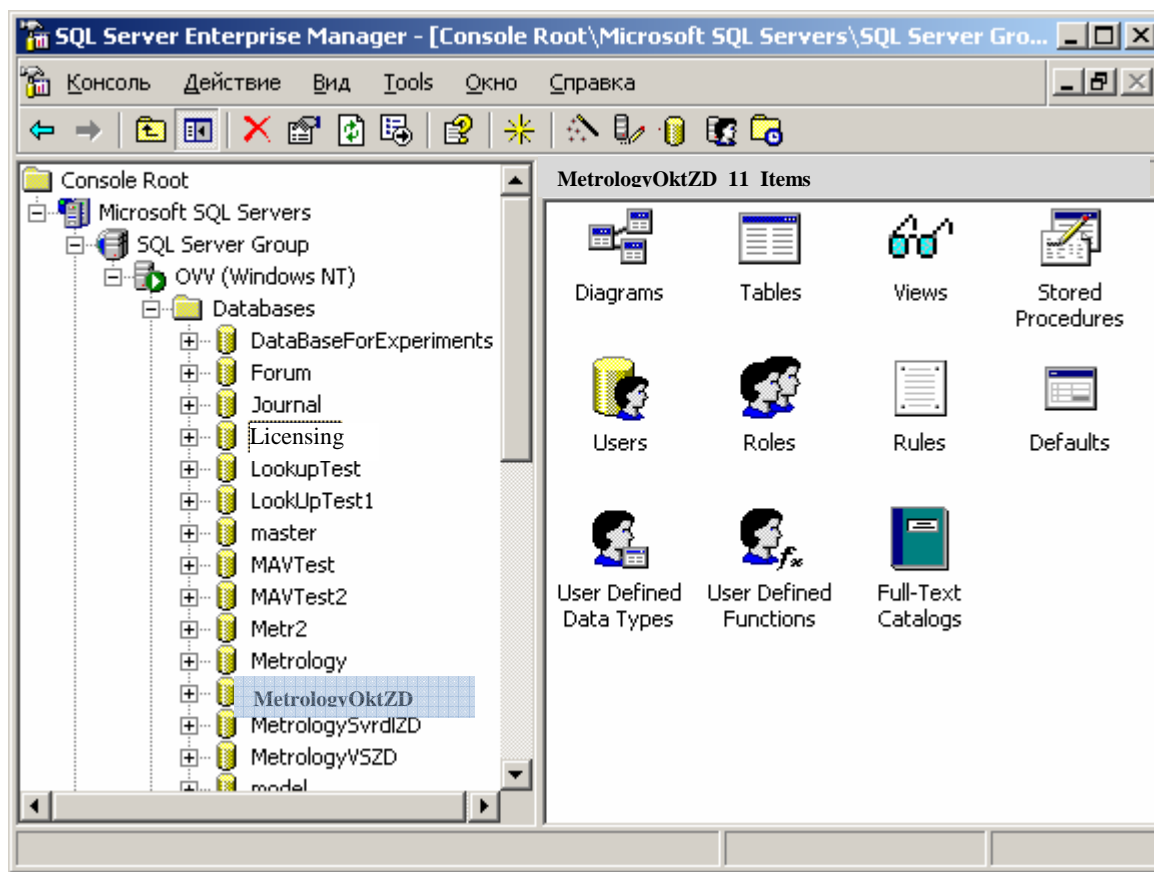 SQL Server Enterprise Manager - [Console Root\Microsoft SQL Servers\SQL Server Gro...
Консоль Действие Вид Tools Окно Справка
Console Root
Microsoft SQL Servers
SQL Server Group
OVV (Windows NT)
Databases
DataBaseForExperiments
Forum
Journal
Licensing
LookupTest
LookUpTest1
master
MAVTest
MAVTest2
Metr2
Metrology
MetrologyOktZD
MetrologySvrdlZD
MetrologyVSZD
model
MetrologyOktZD 11 Items
Diagrams
Tables
Views
Stored
Procedures
Users
Roles
Rules
Defaults
User Defined
Data Types
User Defined
Functions
Full-Text
Catalogs